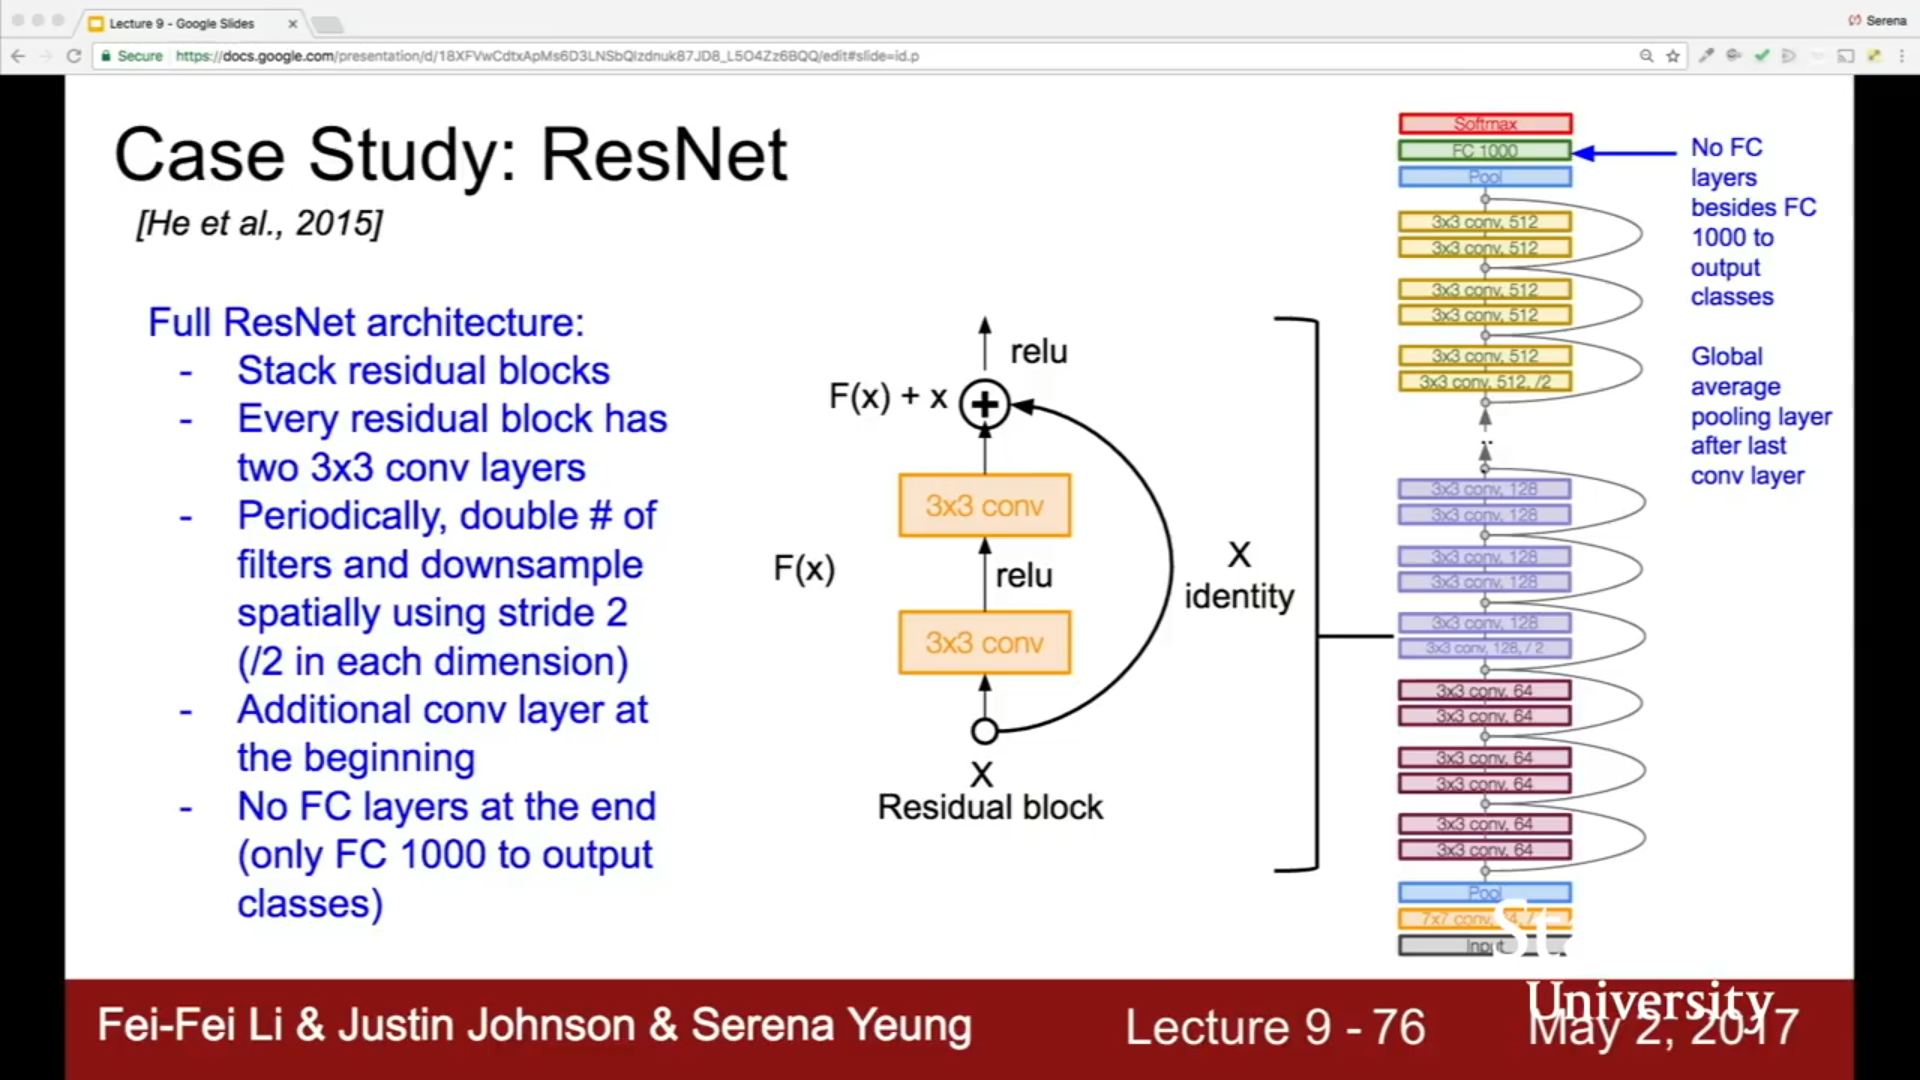 Lecture 9 - Google Slides
Serena
Secure
https://docs.google.com/presentation/d/18XFVwCdtxApMs6D3LNSbQIzdnuk87JD8_L5O4Zz6BQQ/edit#slide=id.p
Case Study: ResNet
[He et al., 2015]
Full ResNet architecture:
- Stack residual blocks
- Every residual block has
two 3x3 conv layers
- Periodically, double # of
filters and downsample
spatially using stride 2
(/2 in each dimension)
- Additional conv layer at
the beginning
- No FC layers at the end
(only FC 1000 to output
classes)
relu
F(x) + x
3x3 conv
F(x)
relu
3x3 conv
X
identity
X
Residual block
Softmax
FC 1000
Pool
3x3 conv, 512
3x3 conv, 512
3x3 conv, 512
3x3 conv, 512
3x3 conv, 512
3x3 conv, 512, /2
..
3x3 conv, 128
3x3 conv, 128
3x3 conv, 128
3x3 conv, 128
3x3 conv, 128
3x3 conv, 128, / 2
3x3 conv, 64
3x3 conv, 64
3x3 conv, 64
3x3 conv, 64
3x3 conv, 64
3x3 conv, 64
Pool
7x7 conv,
Input
No FC
layers
besides FC
1000 to
output
classes
Global
average
pooling layer
after last
conv layer
Fei-Fei Li & Justin Johnson & Serena Yeung
Lecture 9 - 76
May 2, 2017
University